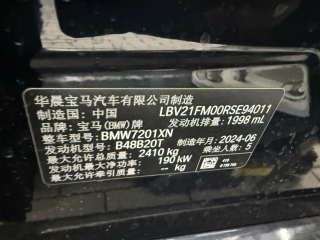 华晨宝马汽车有限公司制造
制造国: 中国 LBV21FM00RSE94011
品牌: 宝马(BMW)牌 发动机排量: 1998 mL
整车型号: BMW7201XN
发动机型号: B48B20T 制造年月: 2024-06
最大允许总质量: 2410 kg 乘坐人数: 5
发动机最大净功率: 190 kW
最大允许牵引质量: -- kg